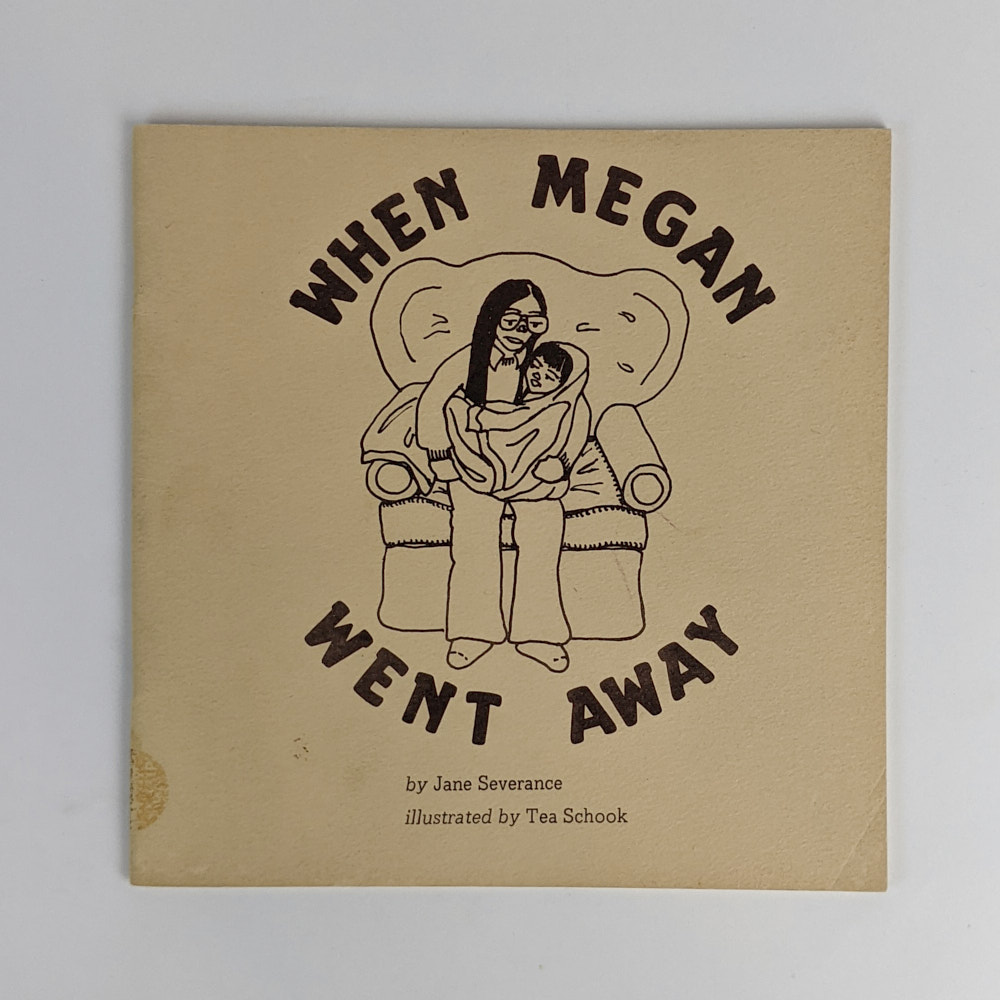 WHEN MEGAN
WENT AWAY
by Jane Severance
illustrated by Tea Schook